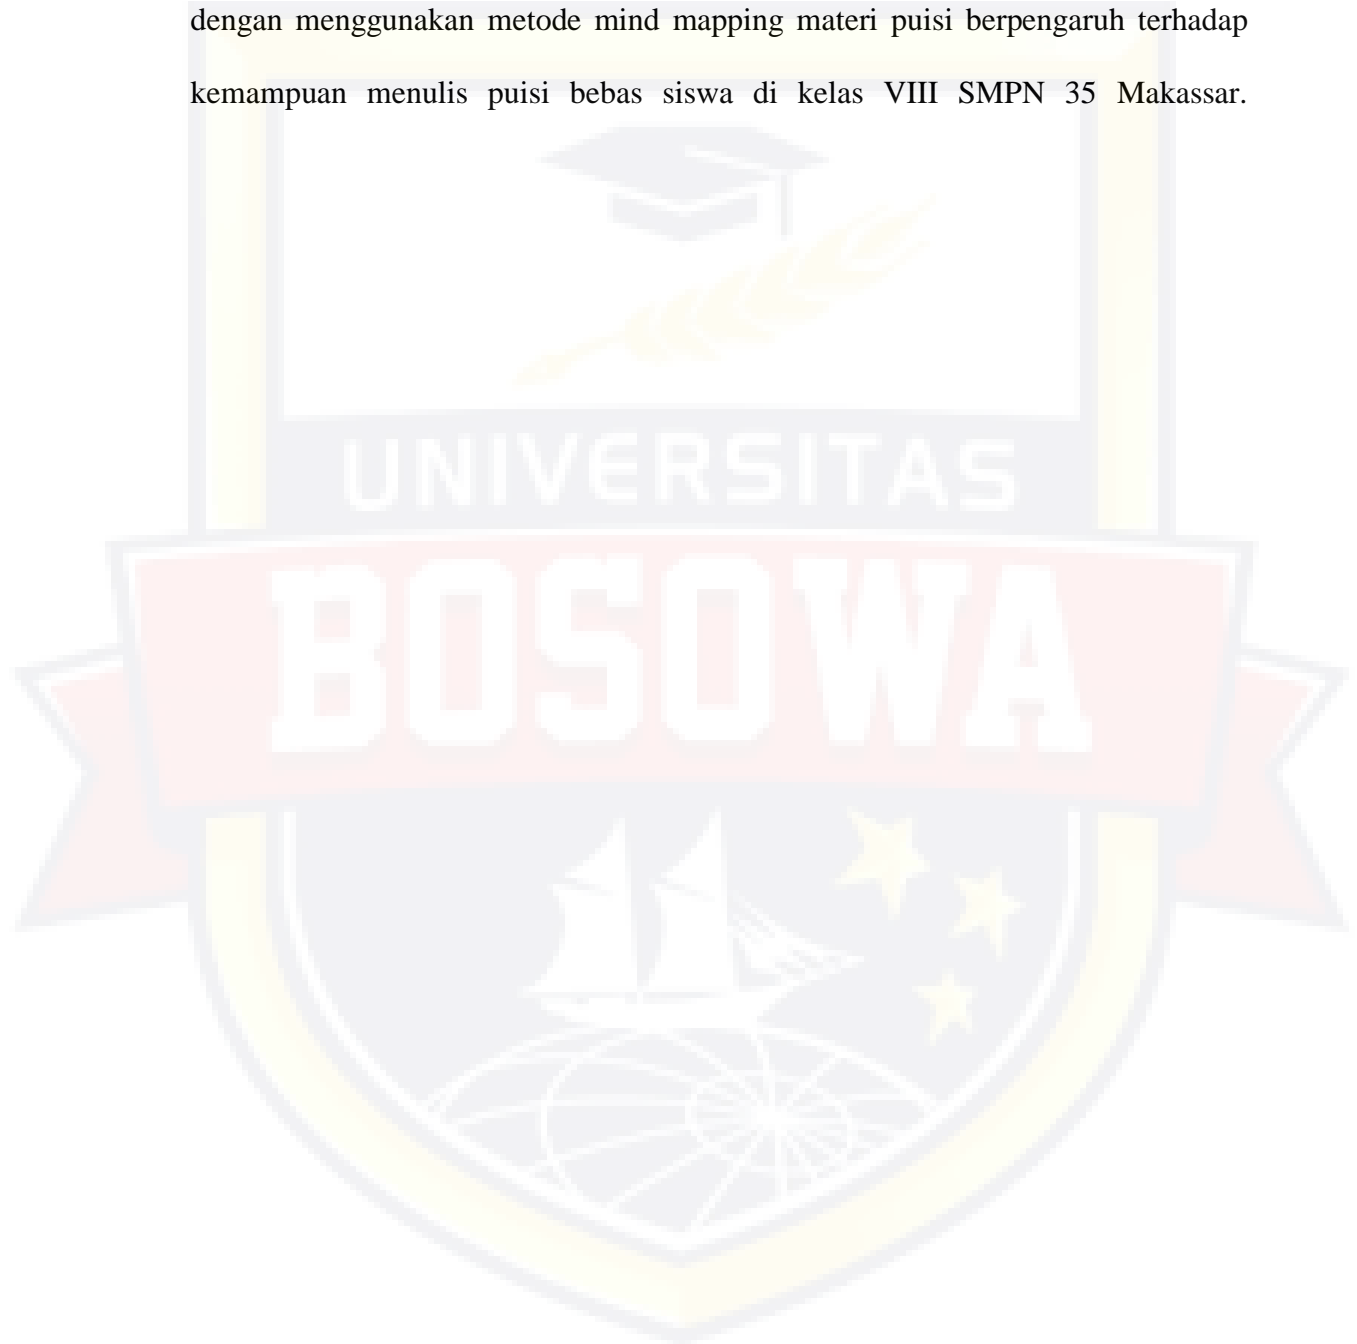 dengan menggunakan metode mind mapping materi puisi berpengaruh terhadap
kemampuan menulis puisi bebas siswa di kelas VIII SMPN 35 Makassar.
UNIVERSITAS
BOSOWA